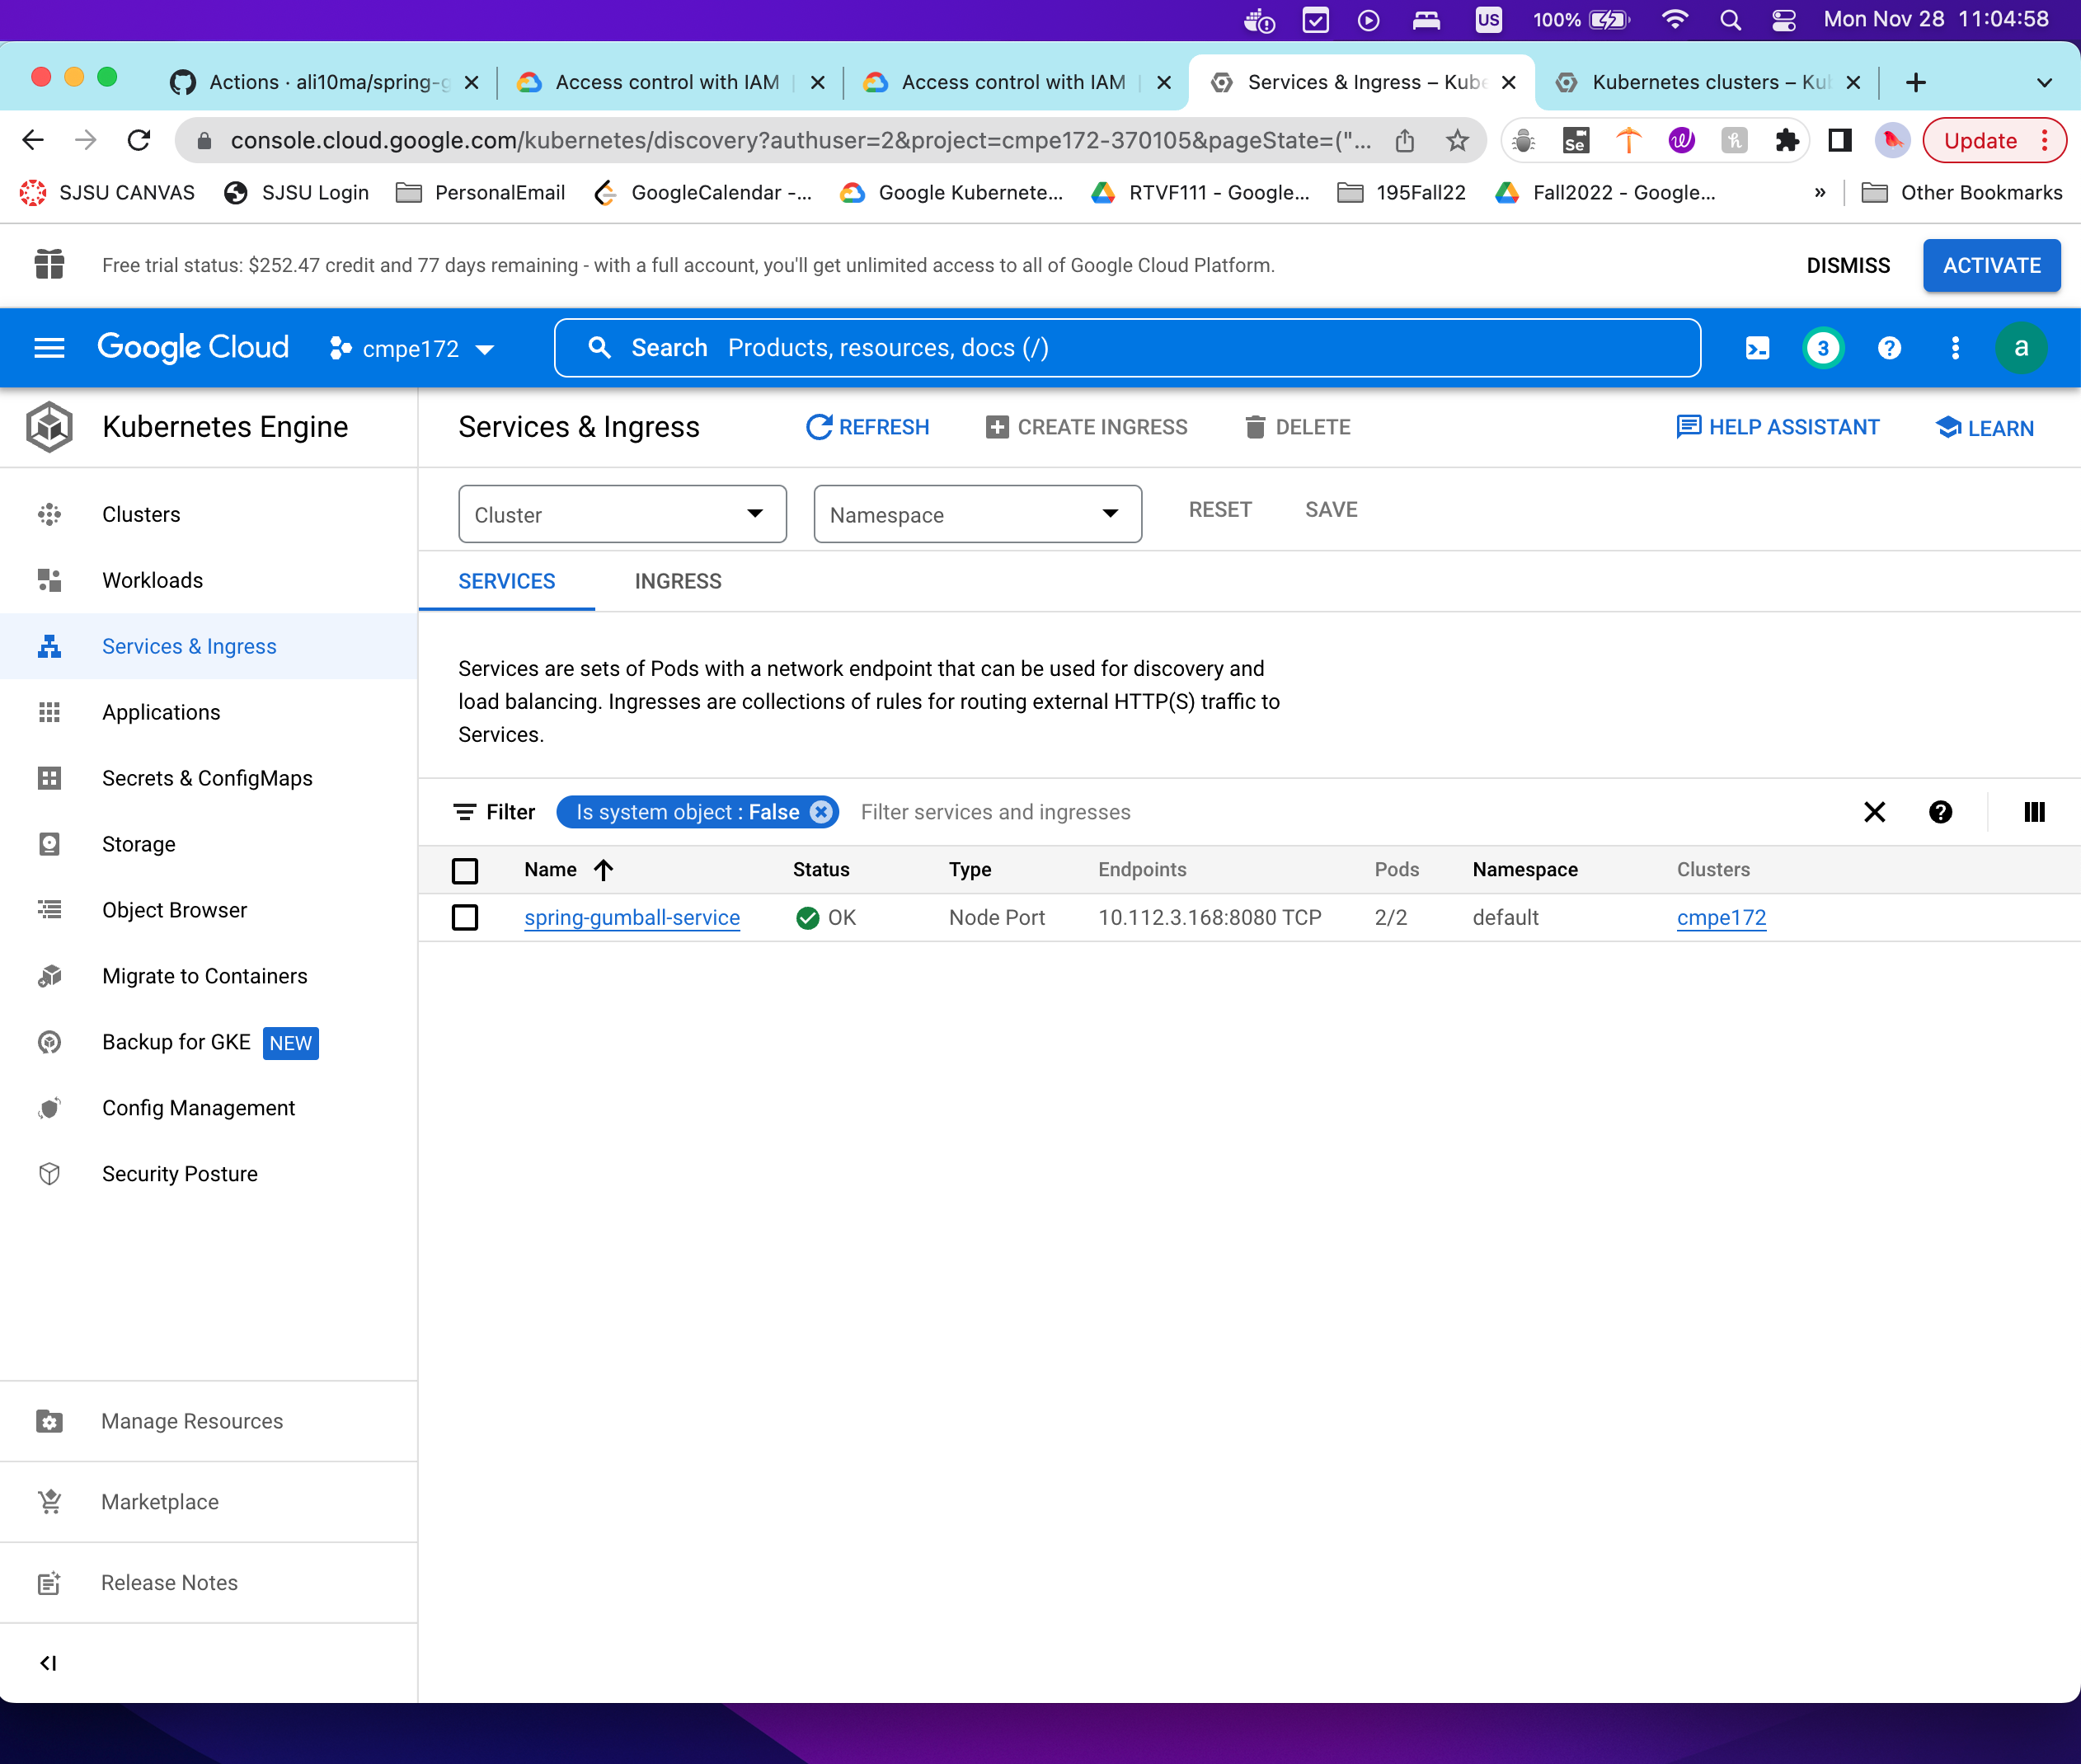 US 100% Mon Nov 28 11:04:58
Actions · ali10ma/spring-g Access control with IAM Access control with IAM Services & Ingress – Kube Kubernetes clusters – Kub
console.cloud.google.com/kubernetes/discovery?authuser=2&project=cmpe172-370105&pageState=("... Se Update
SJSU CANVAS SJSU Login PersonalEmail GoogleCalendar -... Google Kubernete... RTVF111 - Google... 195Fall22 Fall2022 - Google... » Other Bookmarks
Free trial status: $252.47 credit and 77 days remaining - with a full account, you'll get unlimited access to all of Google Cloud Platform. DISMISS ACTIVATE
Google Cloud cmpe172 Search Products, resources, docs (/) 3 ? a
Kubernetes Engine
Clusters
Workloads
Services & Ingress
Applications
Secrets & ConfigMaps
Storage
Object Browser
Migrate to Containers
Backup for GKE NEW
Config Management
Security Posture
Manage Resources
Marketplace
Release Notes
Services & Ingress REFRESH CREATE INGRESS DELETE HELP ASSISTANT LEARN
Cluster Namespace RESET SAVE
SERVICES INGRESS
Services are sets of Pods with a network endpoint that can be used for discovery and
load balancing. Ingresses are collections of rules for routing external HTTP(S) traffic to
Services.
Filter Is system object : False Filter services and ingresses
Name Status Type Endpoints Pods Namespace Clusters
spring-gumball-service OK Node Port 10.112.3.168:8080 TCP 2/2 default cmpe172